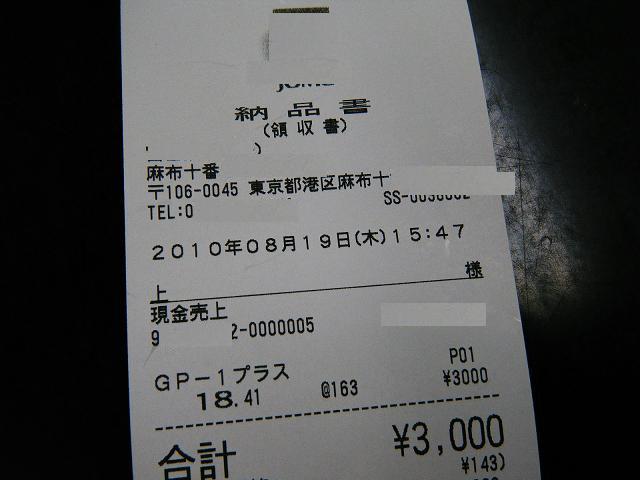 納品書
(領収書)
)
麻布十番
〒106-0045 東京都港区麻布十
TEL:0
2010年08月19日(木)15:47
上 様
現金売上
9 2-0000005
P01
GP-1プラス
18.41 @163 ¥3000
合計 ¥3,000
¥143)